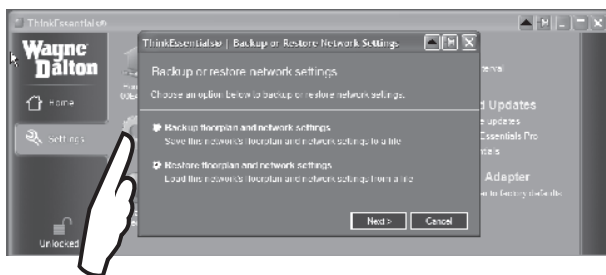 ThinkEssentials®
Wayne Dalton
Home
Settings
Unlocked
ThinkEssentials® | Backup or Restore Network Settings
Backup or restore network settings
Choose an option below to backup or restore network settings.
Backup floorplan and network settings
Save this network's floorplan and network settings to a file
Restore floorplan and network settings
Load this network's floorplan and network settings from a file
Next >
Cancel
Updates
updates
Essentials Pro
Adapter
to factory defaults